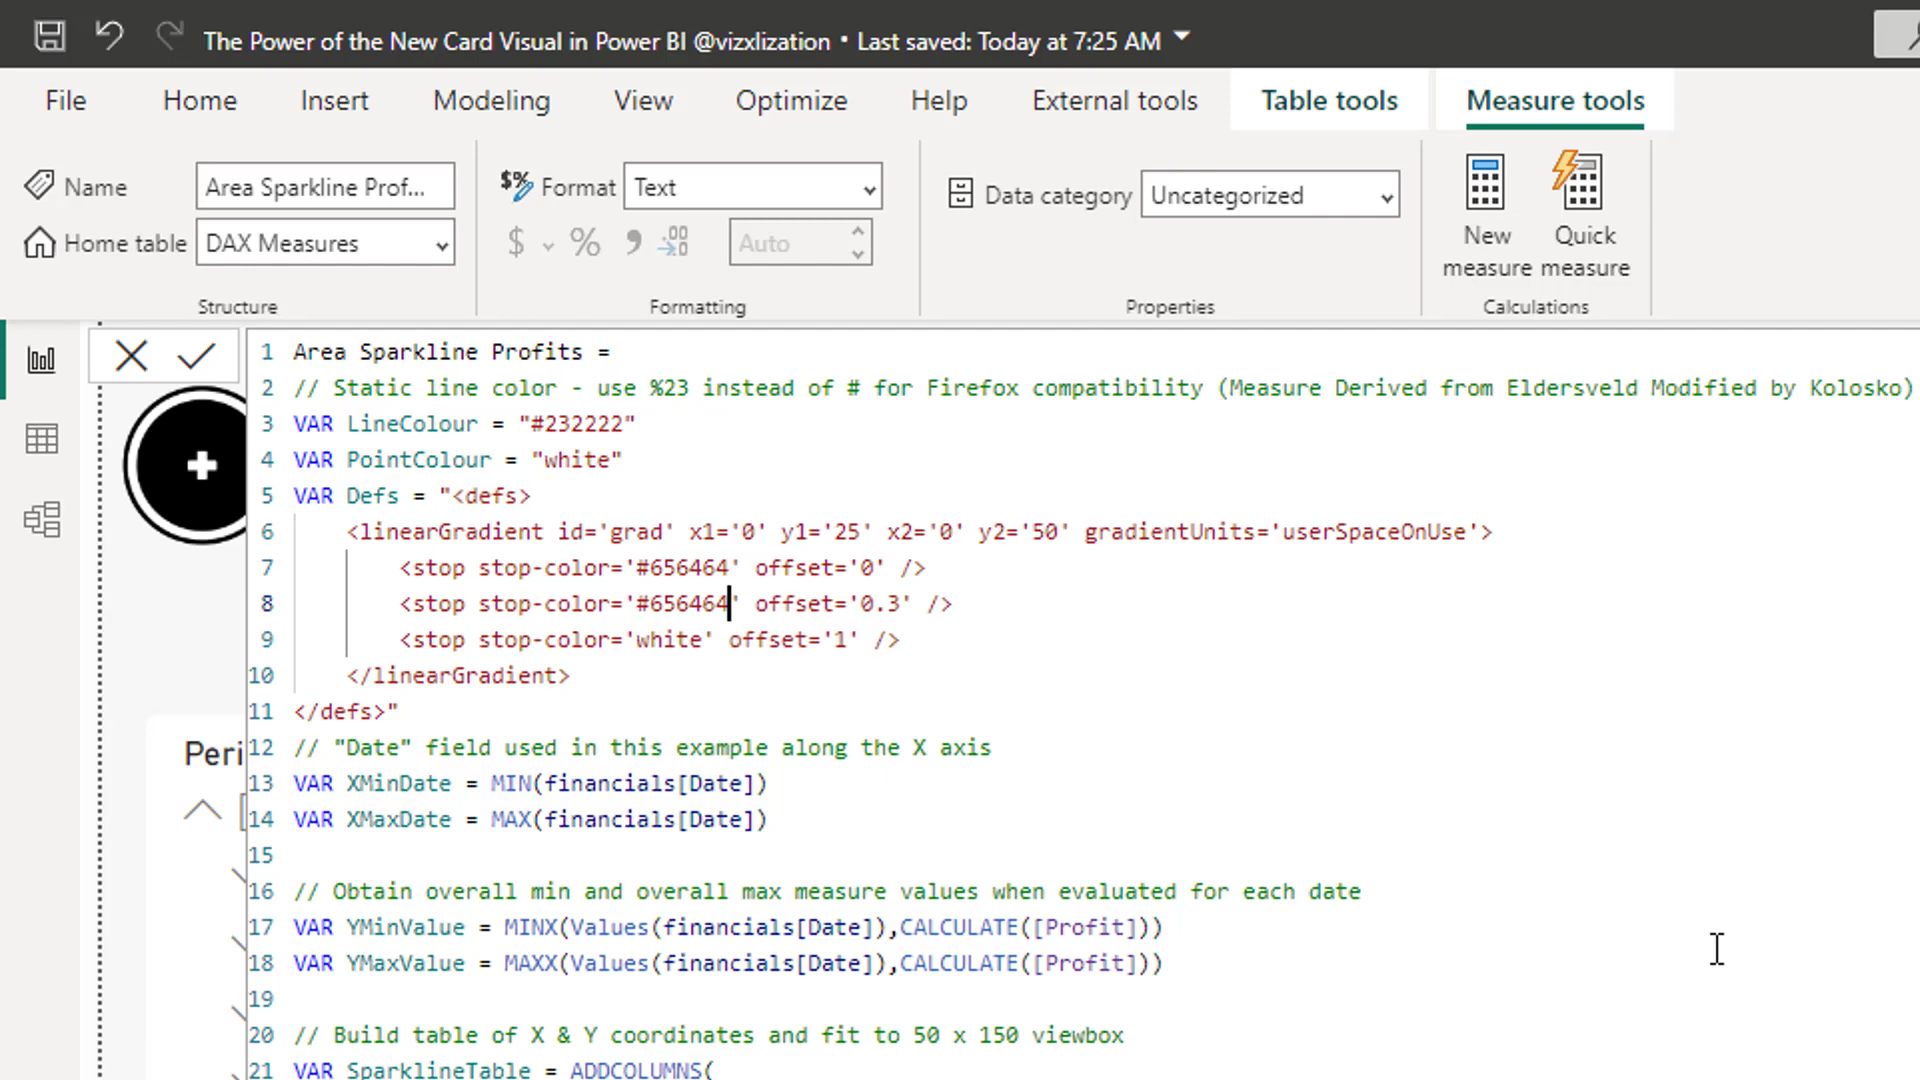 The Power of the New Card Visual in Power BI @vizxlization • Last saved: Today at 7:25 AM
File Home Insert Modeling View Optimize Help External tools Table tools Measure tools
Name Area Sparkline Prof...
Home table DAX Measures
Structure
$% Format Text
$ % 9 .00 →.0 Auto
Formatting
Data category Uncategorized
Properties
New measure
Quick measure
Calculations
1 Area Sparkline Profits =
2 // Static line color - use %23 instead of # for Firefox compatibility (Measure Derived from Eldersveld Modified by Kolosko)
3 VAR LineColour = "#232222"
4 VAR PointColour = "white"
5 VAR Defs = "<defs>
6 <linearGradient id='grad' x1='0' y1='25' x2='0' y2='50' gradientUnits='userSpaceOnUse'>
7 <stop stop-color='#656464' offset='0' />
8 <stop stop-color='#656464' offset='0.3' />
9 <stop stop-color='white' offset='1' />
10 </linearGradient>
11 </defs>"
12 // "Date" field used in this example along the X axis
13 VAR XMinDate = MIN(financials[Date])
14 VAR XMaxDate = MAX(financials[Date])
15
16 // Obtain overall min and overall max measure values when evaluated for each date
17 VAR YMinValue = MINX(Values(financials[Date]),CALCULATE([Profit]))
18 VAR YMaxValue = MAXX(Values(financials[Date]),CALCULATE([Profit]))
19
20 // Build table of X & Y coordinates and fit to 50 x 150 viewbox
21 VAR SparklineTable = ADDCOLUMNS(
Peri